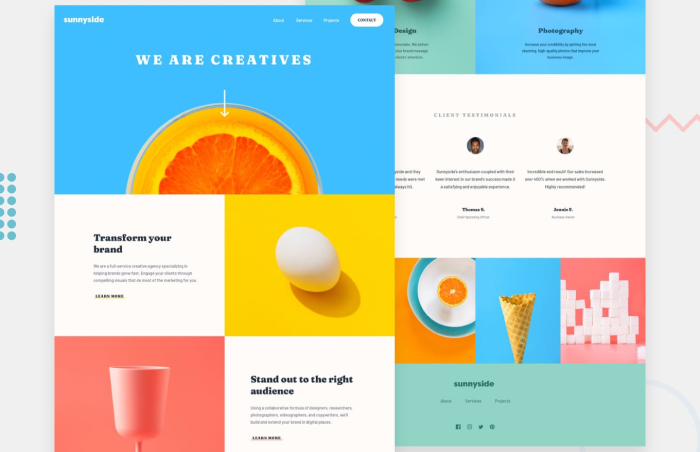 sunnyside
About Services Projects CONTACT
WE ARE CREATIVES
Transform your
brand
We are a full-service creative agency specializing in
helping brands grow fast. Engage your clients through
compelling visuals that do most of the marketing for you.
LEARN MORE
Stand out to the right
audience
Using a collaborative formula of designers, researchers,
photographers, videographers, and copywriters, we'll
build and extend your brand in digital places.
LEARN MORE
Design
Photography
Increase your credibility by getting the most
stunning, high-quality photos that improve your
business image.
CLIENT TESTIMONIALS
Sunnyside's enthusiasm coupled with their
keen interest in our brand's success made it
a satisfying and enjoyable experience.
Thomas S.
Chief Operating Officer
Incredible end result! Our sales increased
over 400% when we worked with Sunnyside.
Highly recommended!
Jennie F.
Business Owner
sunnyside
About Services Projects